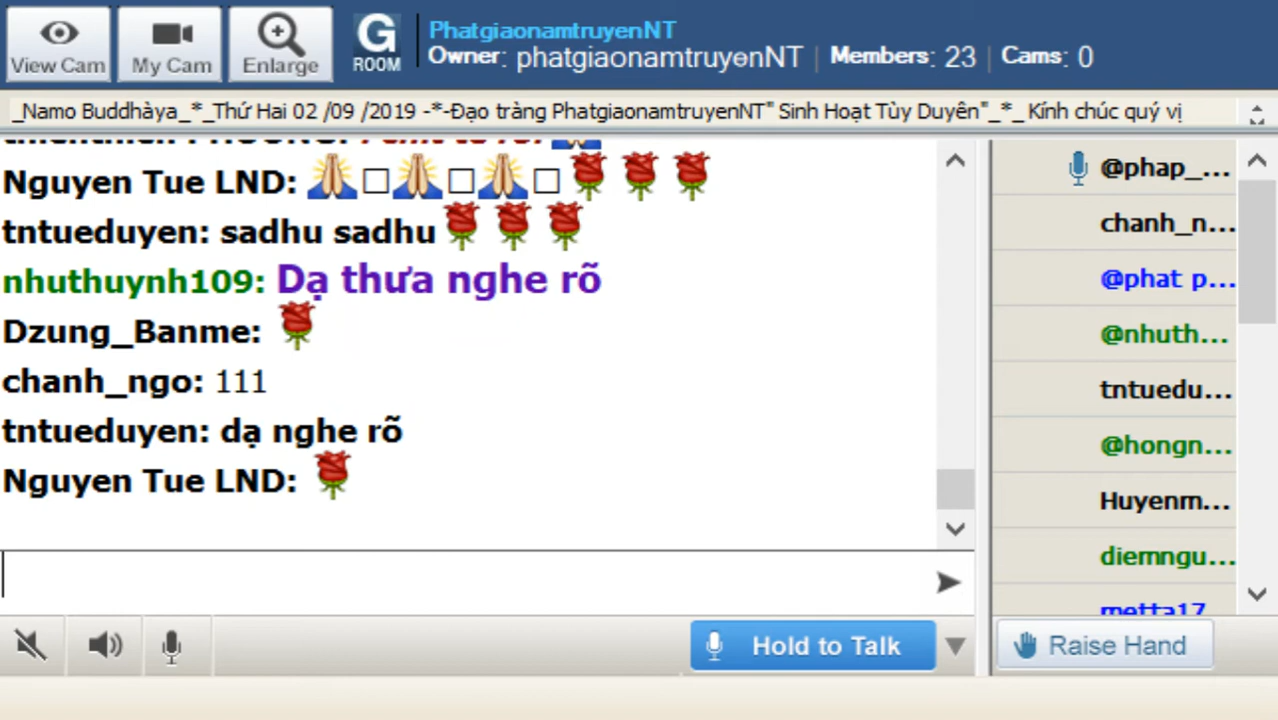 View Cam
My Cam
Enlarge
G
ROOM
PhatgiaonamtruyenNT
Owner: phatgiaonamtruyenNT | Members: 23 | Cams: 0
_Namo Buddhàya_*_Thứ Hai 02 /09 /2019 -*-Đạo tràng PhatgiaonamtruyenNT" Sinh Hoạt Tùy Duyên"_*_ Kính chúc quý vị
Nguyen Tue LND: 🙏□🙏□🙏□🌹🌹🌹
tntueduyen: sadhu sadhu🌹🌹🌹
nhuthuynh109: Dạ thưa nghe rõ
Dzung_Banme: 🌹
chanh_ngo: 111
tntueduyen: dạ nghe rõ
Nguyen Tue LND: 🌹
Hold to Talk
@phap_...
chanh_n...
@phat p...
@nhuth...
tntuedu...
@hongn...
Huyenm...
diemngu...
metta17
Raise Hand